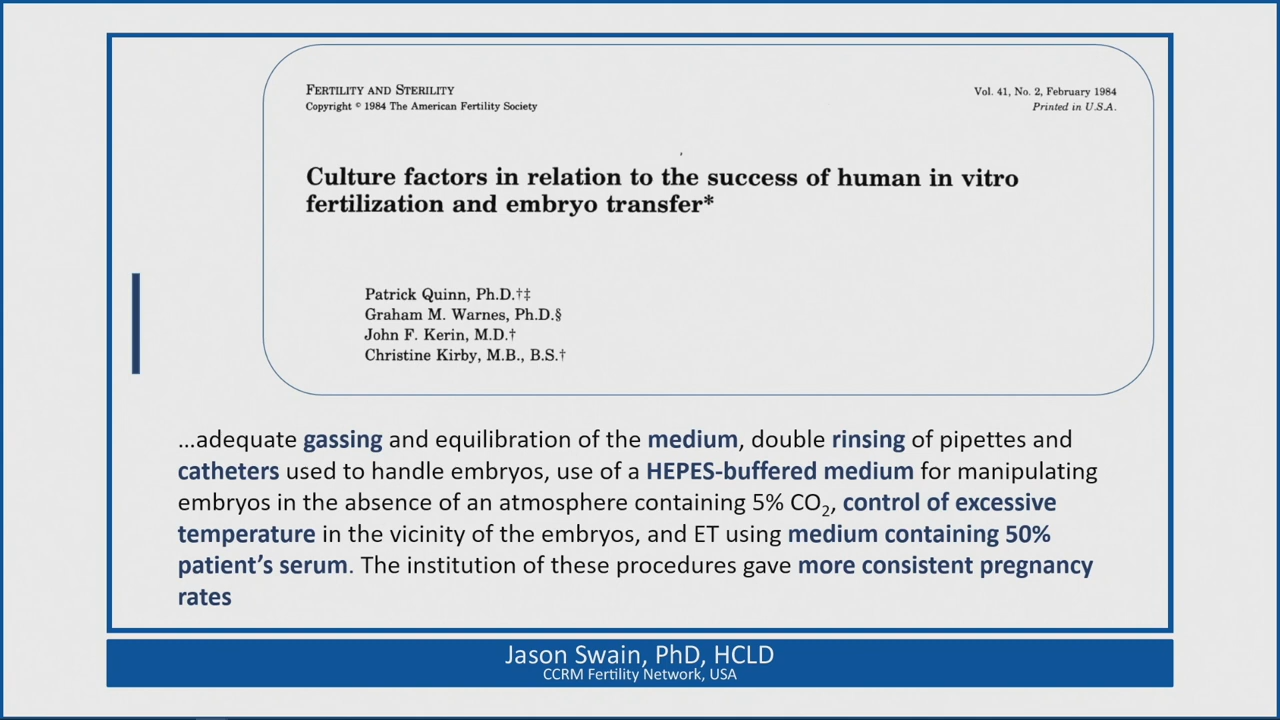 FERTILITY AND STERILITY
Copyright © 1984 The American Fertility Society
Vol. 41, No. 2, February 1984
Printed in U.S.A.
Culture factors in relation to the success of human in vitro
fertilization and embryo transfer*
Patrick Quinn, Ph.D.†‡
Graham M. Warnes, Ph.D.§
John F. Kerin, M.D.†
Christine Kirby, M.B., B.S.†
...adequate gassing and equilibration of the medium, double rinsing of pipettes and
catheters used to handle embryos, use of a HEPES-buffered medium for manipulating
embryos in the absence of an atmosphere containing 5% CO₂, control of excessive
temperature in the vicinity of the embryos, and ET using medium containing 50%
patient’s serum. The institution of these procedures gave more consistent pregnancy
rates
Jason Swain, PhD, HCLD
CCRM Fertility Network, USA